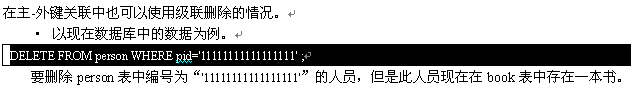 在主-外键关联中也可以使用级联删除的情况。
▪ 以现在数据库中的数据为例。
DELETE FROM person WHERE pid='1111111111111111' ;
要删除 person 表中编号为“'1111111111111111'”的人员，但是此人员现在在 book 表中存在一本书。